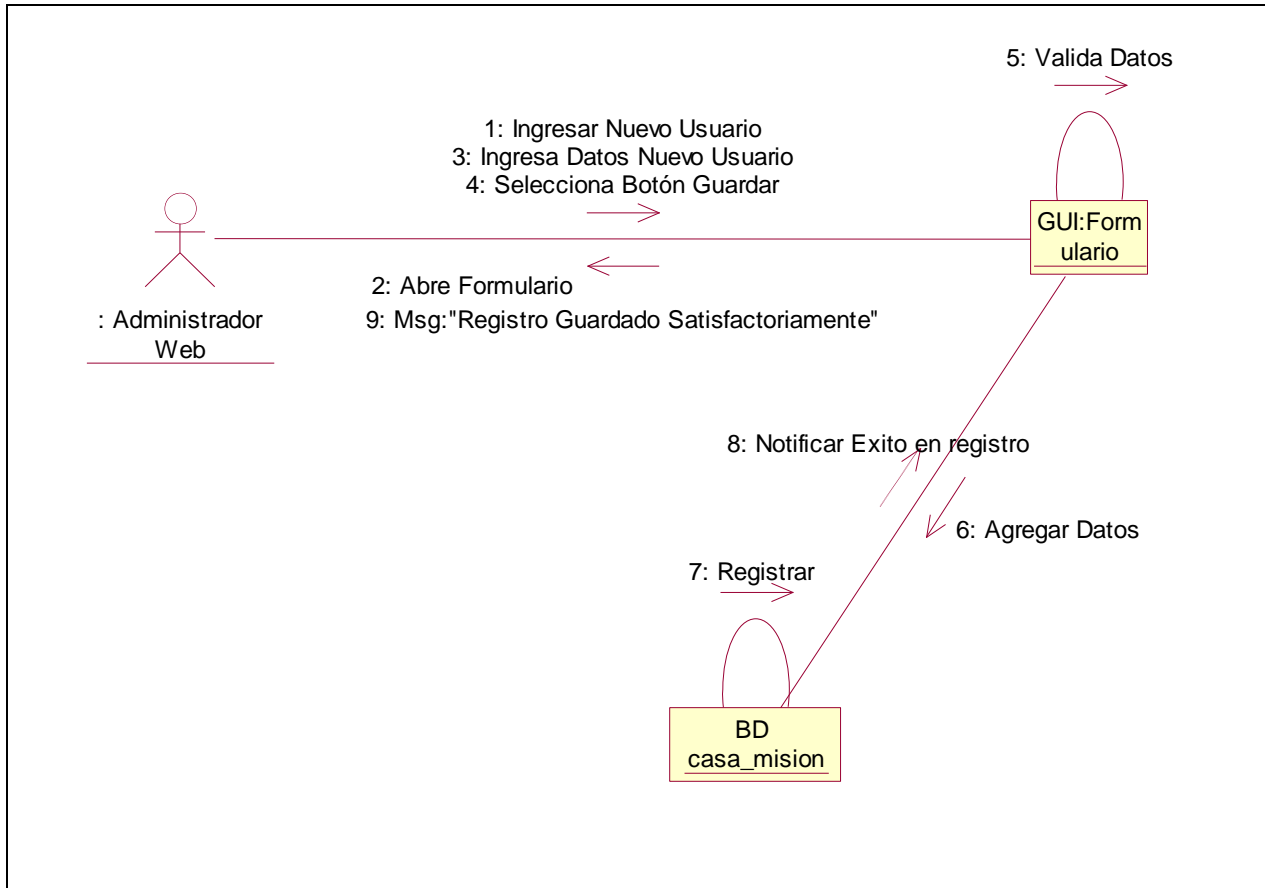 5: Valida Datos
1: Ingresar Nuevo Usuario
3: Ingresa Datos Nuevo Usuario
4: Selecciona Botón Guardar
GUI:Form
ulario
2: Abre Formulario
9: Msg:"Registro Guardado Satisfactoriamente"
: Administrador
Web
8: Notificar Exito en registro
6: Agregar Datos
7: Registrar
BD
casa_mision